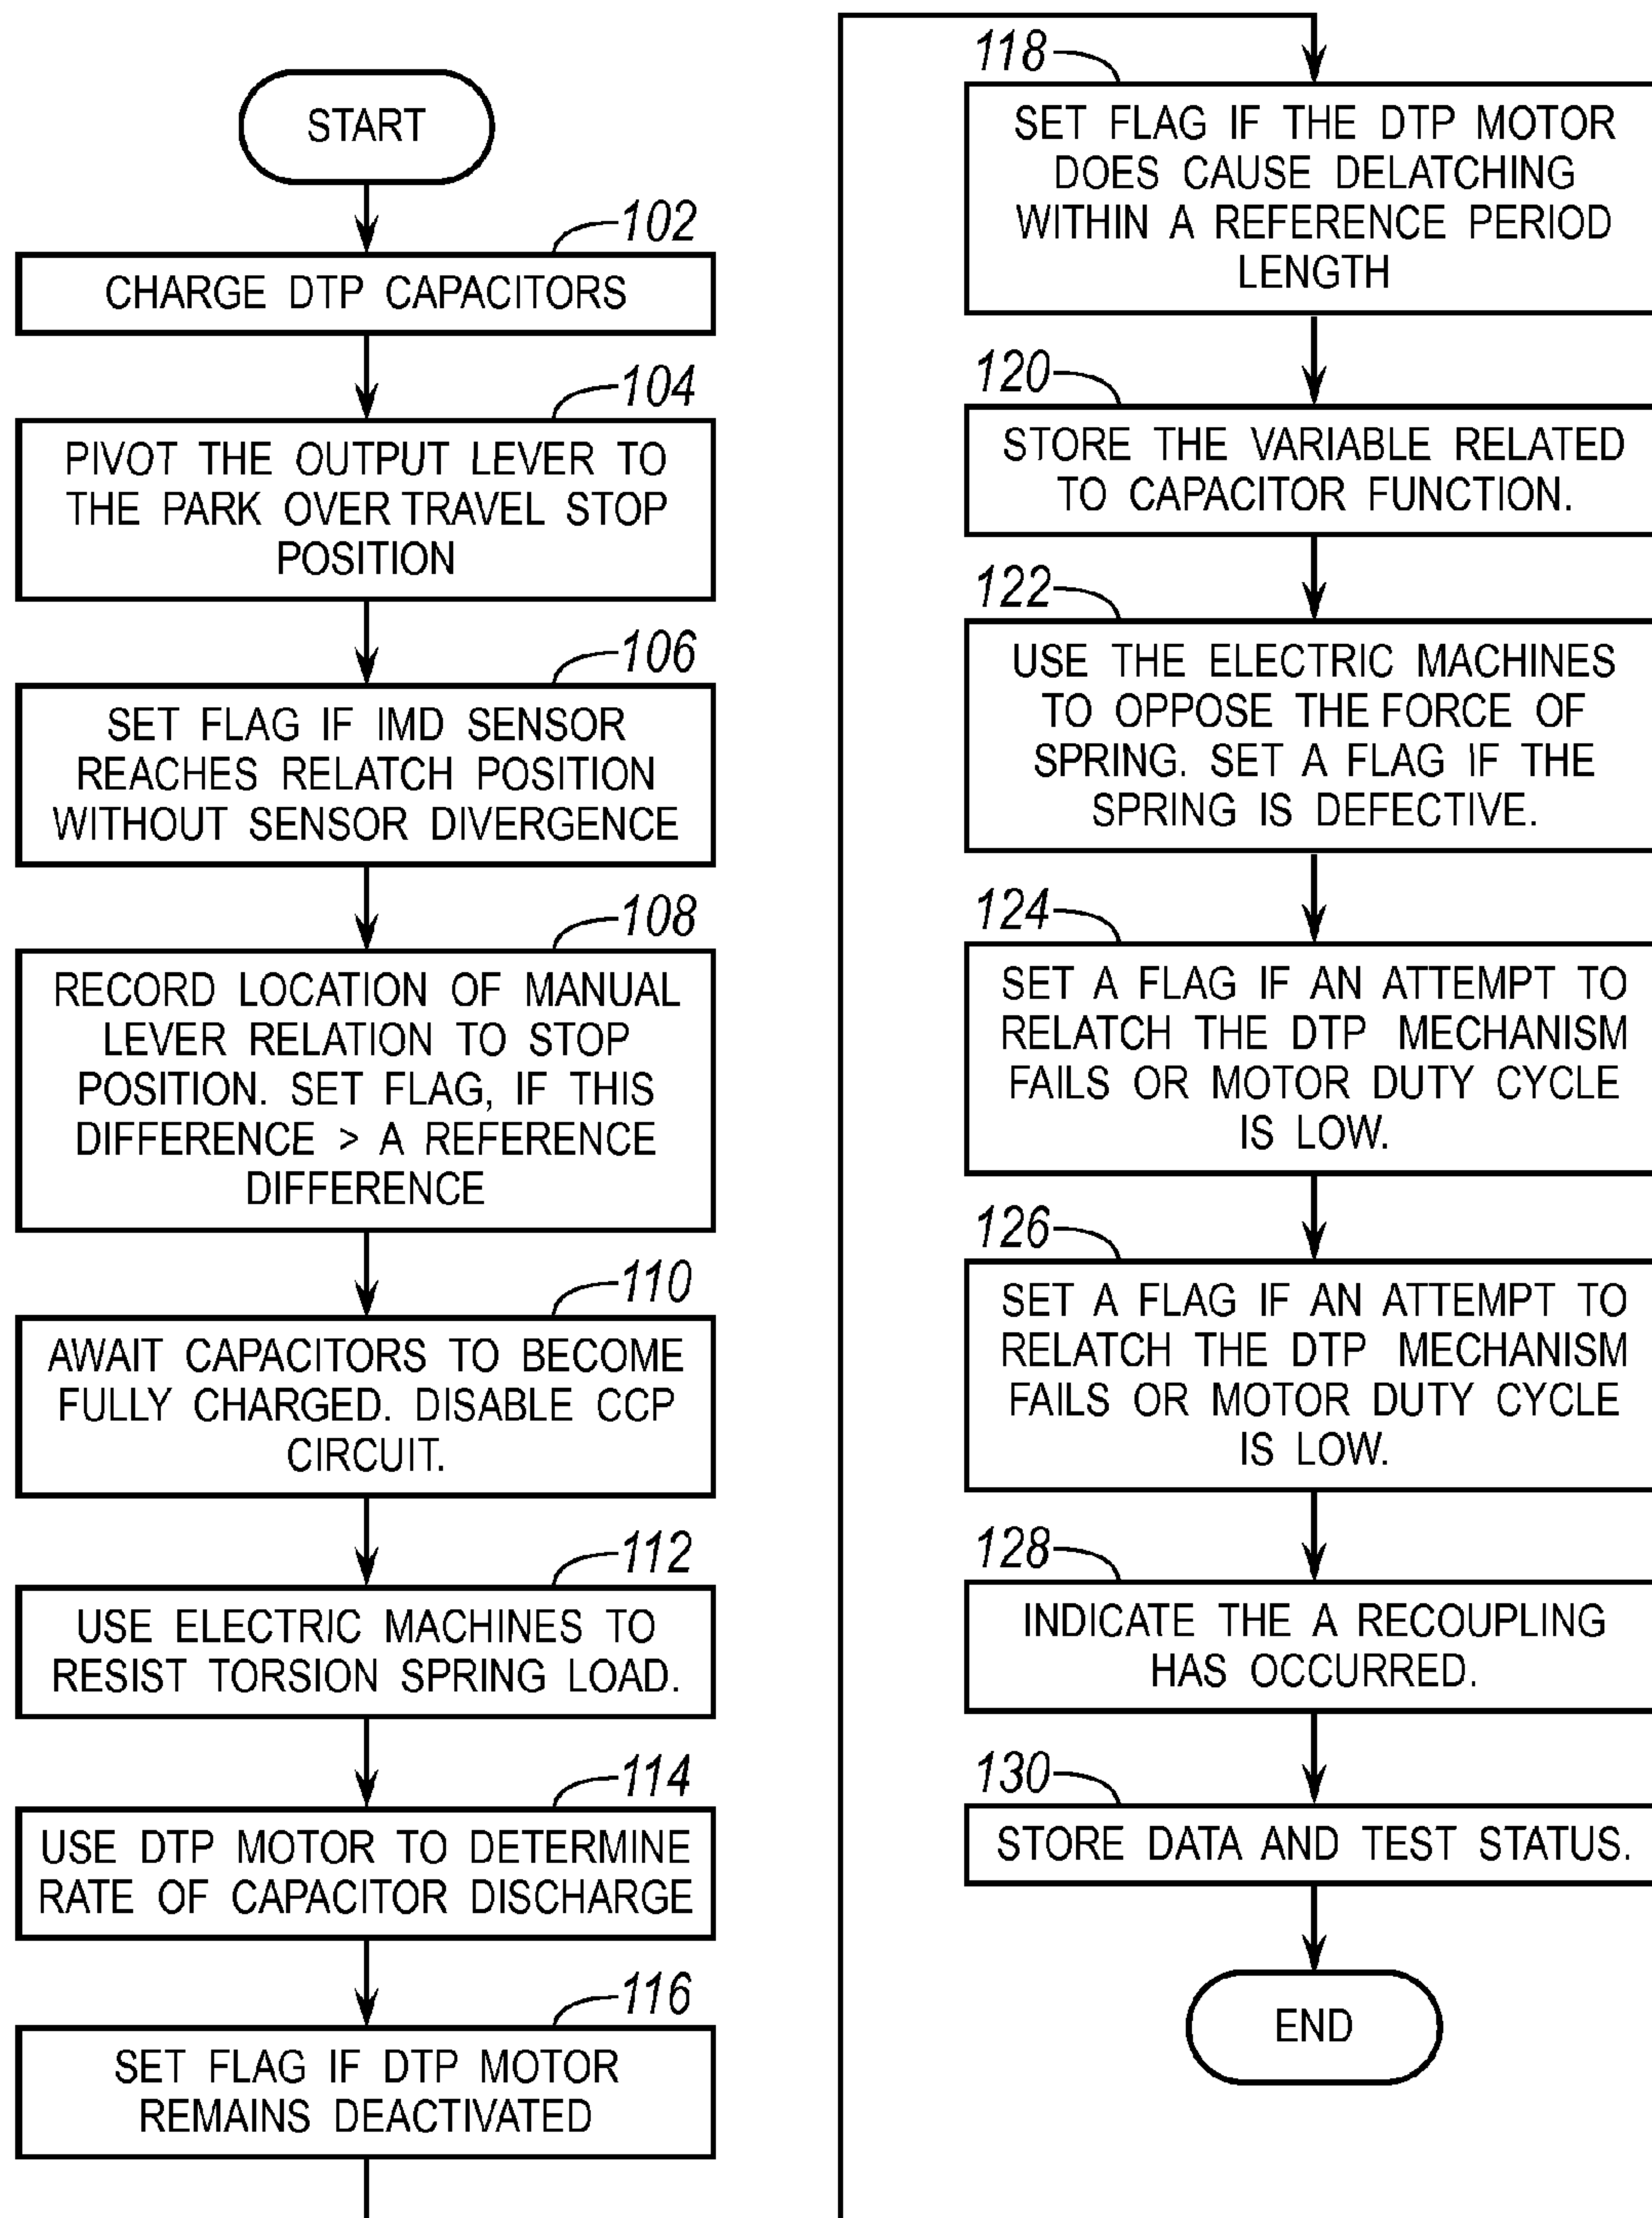 START
102
CHARGE DTP CAPACITORS
104
PIVOT THE OUTPUT LEVER TO
THE PARK OVER TRAVEL STOP
POSITION
106
SET FLAG IF IMD SENSOR
REACHES RELATCH POSITION
WITHOUT SENSOR DIVERGENCE
108
RECORD LOCATION OF MANUAL
LEVER RELATION TO STOP
POSITION. SET FLAG, IF THIS
DIFFERENCE > A REFERENCE
DIFFERENCE
110
AWAIT CAPACITORS TO BECOME
FULLY CHARGED. DISABLE CCP
CIRCUIT.
112
USE ELECTRIC MACHINES TO
RESIST TORSION SPRING LOAD.
114
USE DTP MOTOR TO DETERMINE
RATE OF CAPACITOR DISCHARGE
116
SET FLAG IF DTP MOTOR
REMAINS DEACTIVATED
118
SET FLAG IF THE DTP MOTOR
DOES CAUSE DELATCHING
WITHIN A REFERENCE PERIOD
LENGTH
120
STORE THE VARIABLE RELATED
TO CAPACITOR FUNCTION.
122
USE THE ELECTRIC MACHINES
TO OPPOSE THE FORCE OF
SPRING. SET A FLAG IF THE
SPRING IS DEFECTIVE.
124
SET A FLAG IF AN ATTEMPT TO
RELATCH THE DTP MECHANISM
FAILS OR MOTOR DUTY CYCLE
IS LOW.
126
SET A FLAG IF AN ATTEMPT TO
RELATCH THE DTP MECHANISM
FAILS OR MOTOR DUTY CYCLE
IS LOW.
128
INDICATE THE A RECOUPLING
HAS OCCURRED.
130
STORE DATA AND TEST STATUS.
END